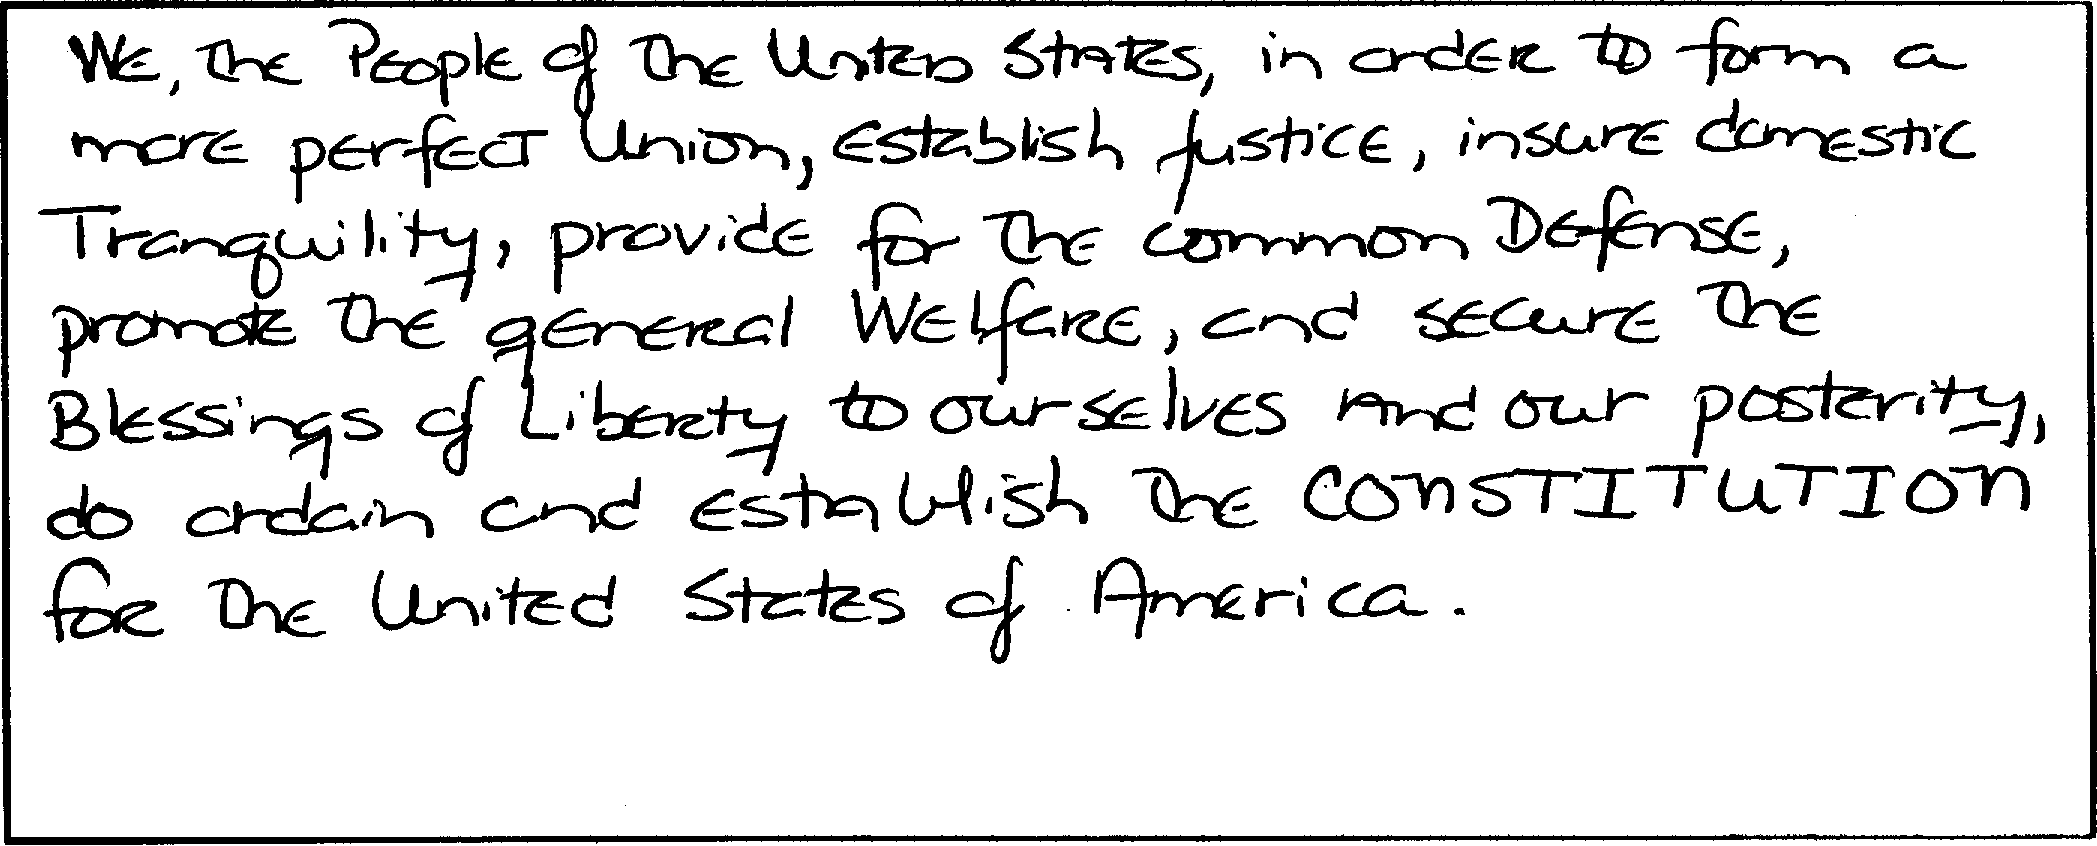 We, the People of the United States, in order to form a
more perfect Union, establish justice, insure domestic
Tranquility, provide for the common Defense,
promote the general Welfare, and secure the
Blessings of Liberty to ourselves and our posterity,
do ordain and establish the CONSTITUTION
for the United States of America.